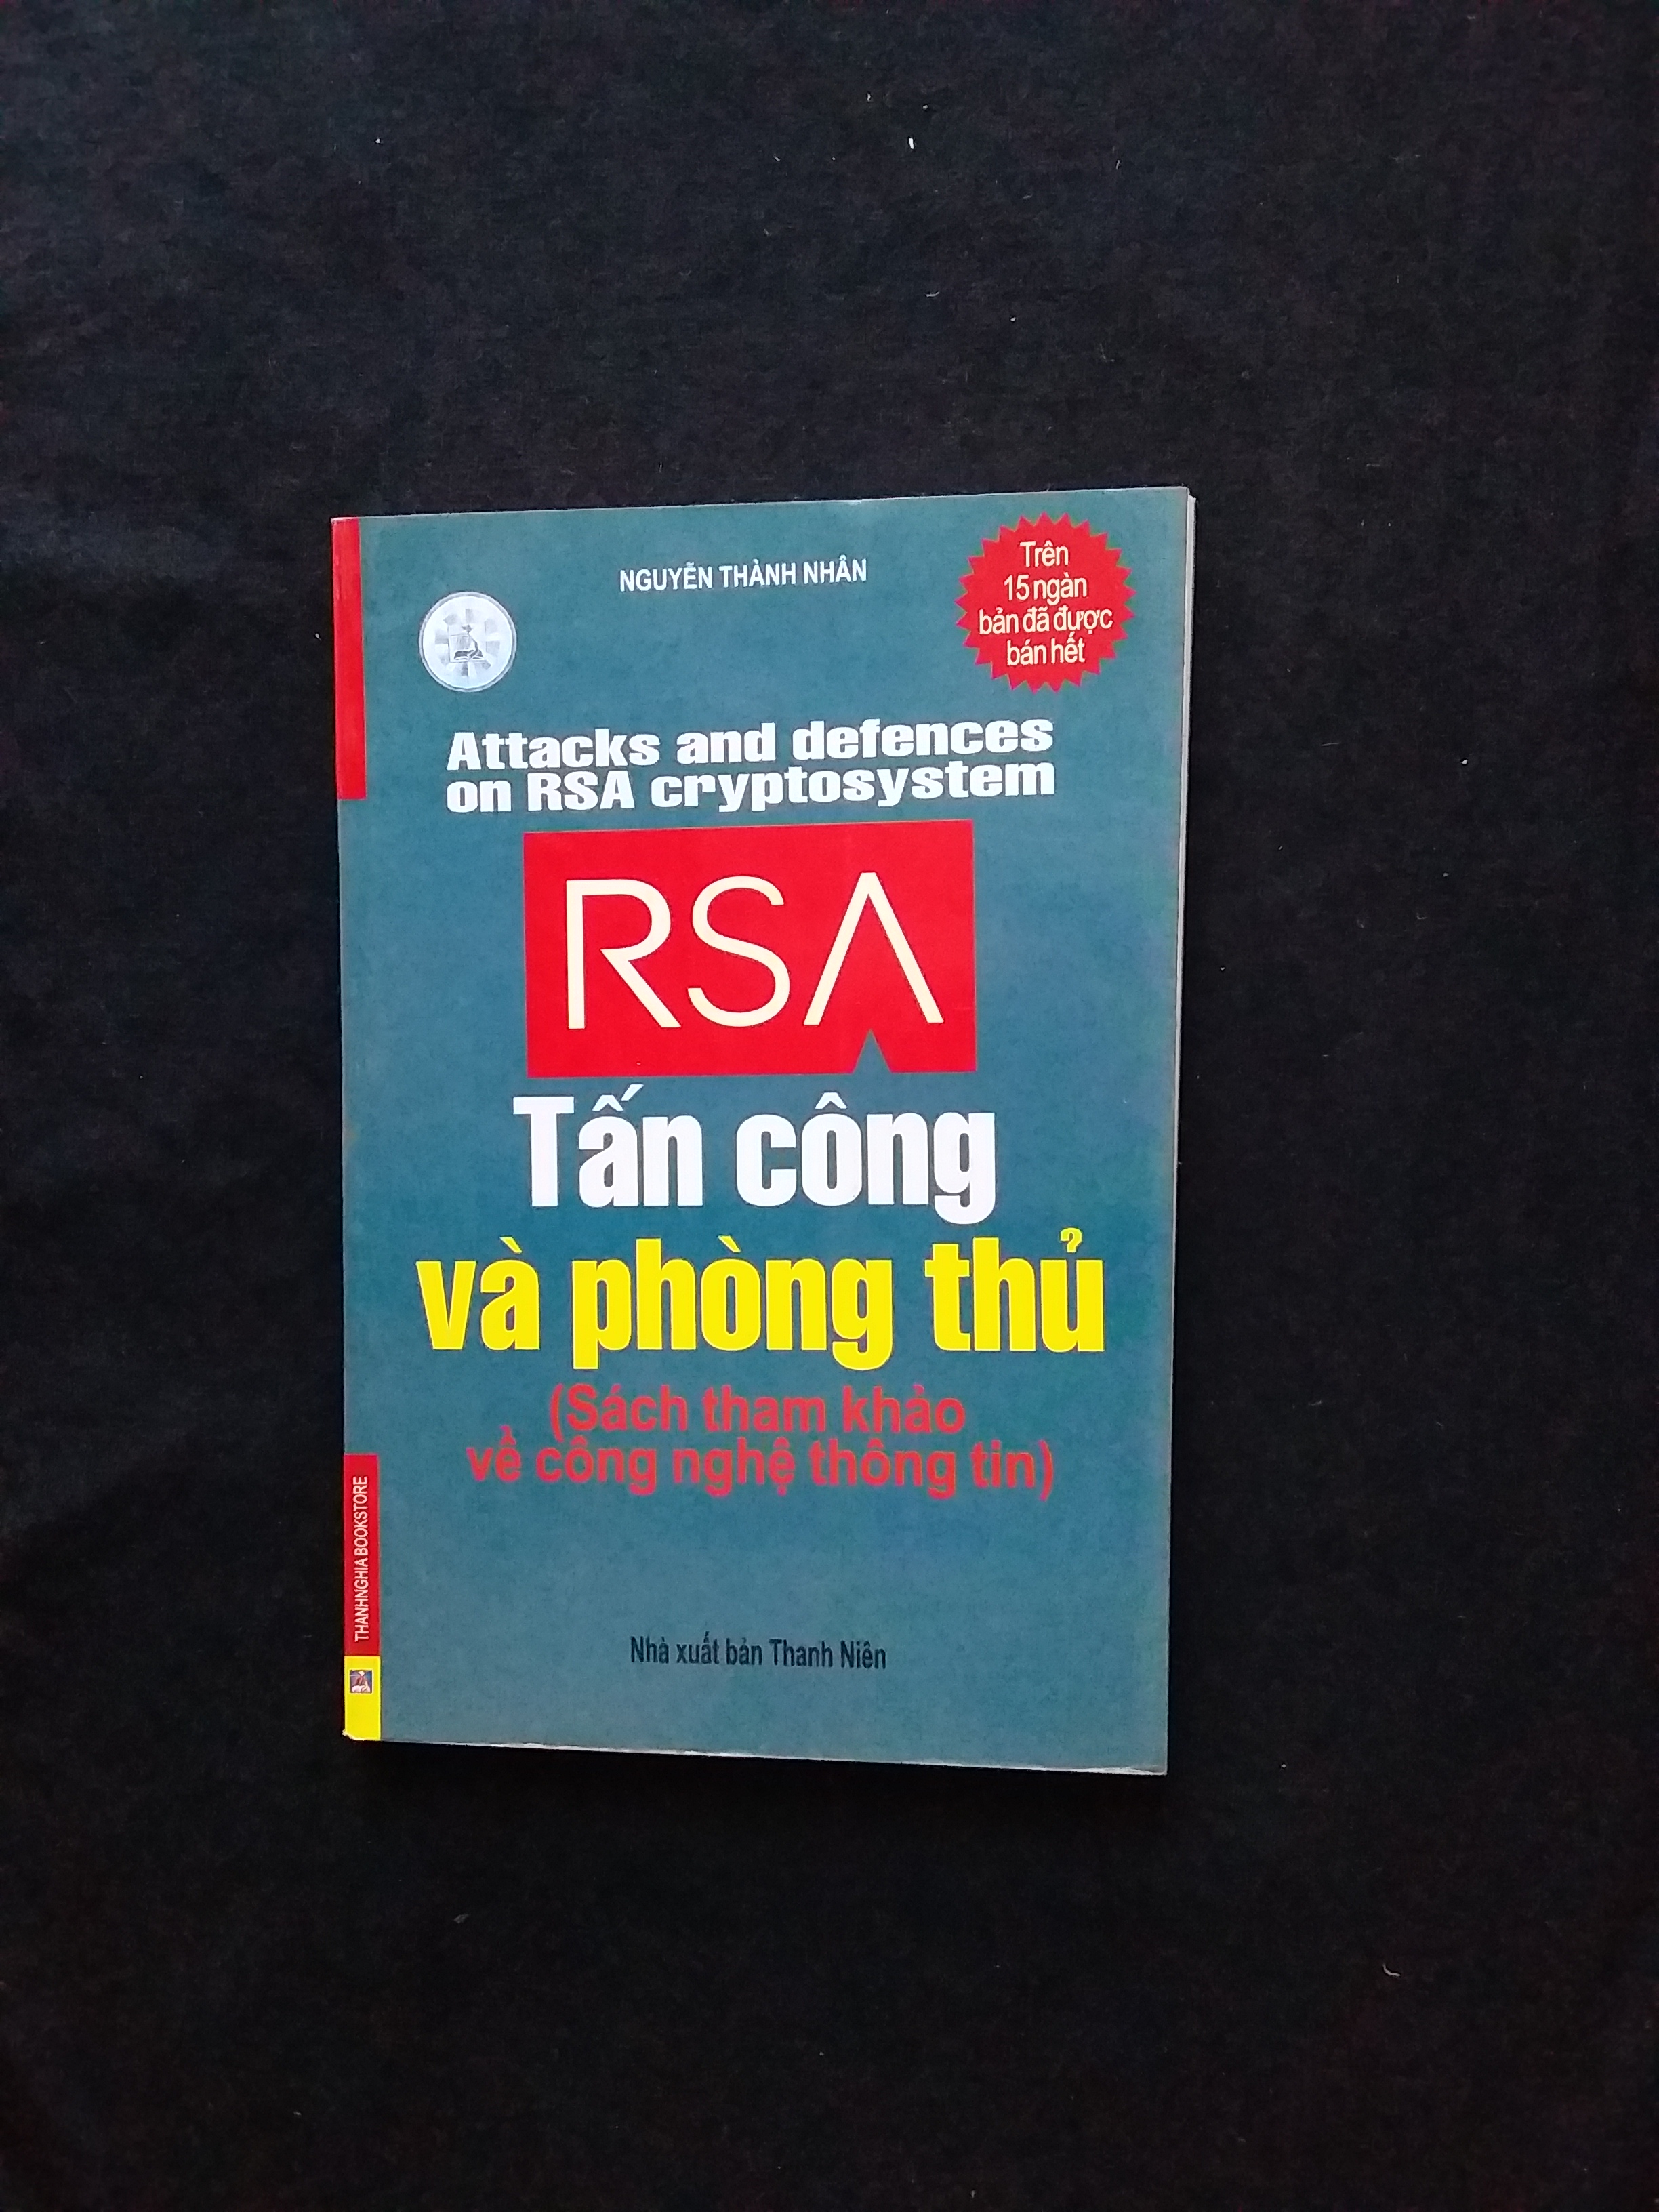 NGUYỄN THÀNH NHÂN
Trên
15 ngàn
bản đã được
bán hết
Attacks and defences
on RSA cryptosystem
RSA
Tấn công
và phòng thủ
(Sách tham khảo
về công nghệ thông tin)
THANHNGHIA BOOKSTORE
Nhà xuất bản Thanh Niên